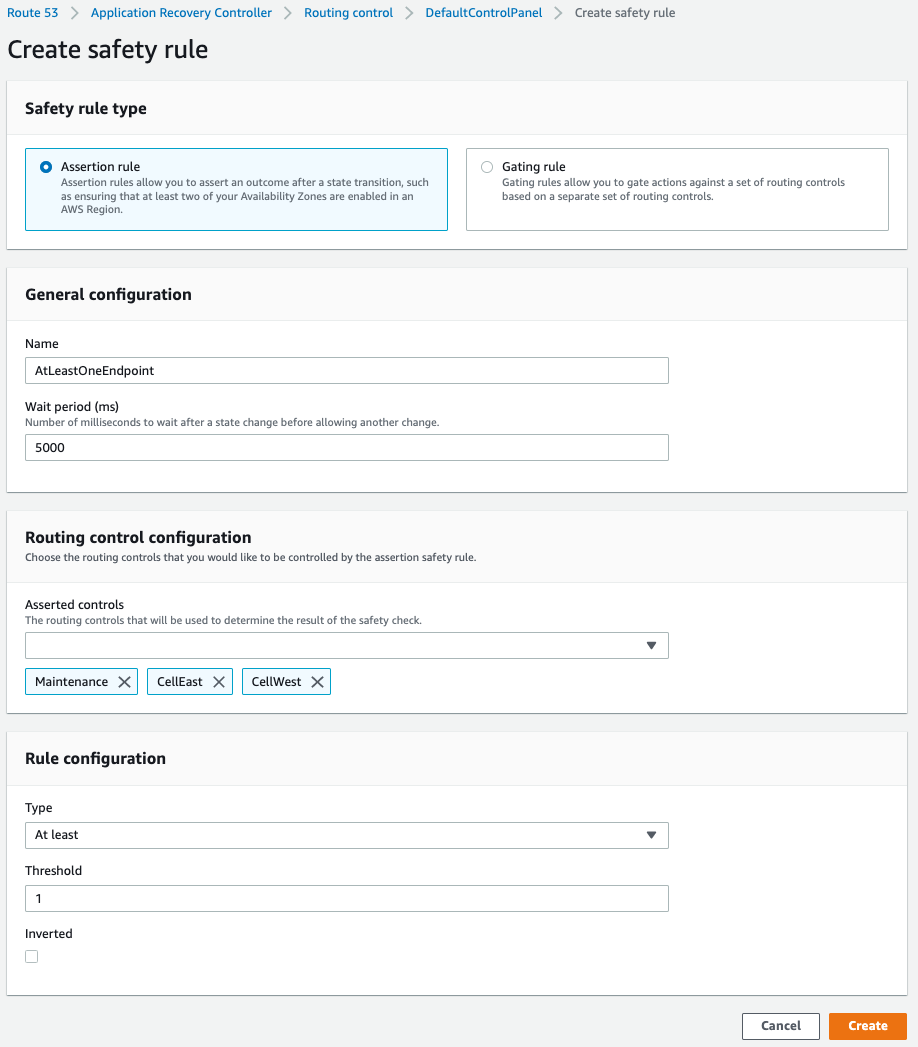 Route 53 > Application Recovery Controller > Routing control > DefaultControlPanel > Create safety rule
Create safety rule
Safety rule type
Assertion rule
Assertion rules allow you to assert an outcome after a state transition, such
as ensuring that at least two of your Availability Zones are enabled in an
AWS Region.
Gating rule
Gating rules allow you to gate actions against a set of routing controls
based on a separate set of routing controls.
General configuration
Name
AtLeastOneEndpoint
Wait period (ms)
Number of milliseconds to wait after a state change before allowing another change.
5000
Routing control configuration
Choose the routing controls that you would like to be controlled by the assertion safety rule.
Asserted controls
The routing controls that will be used to determine the result of the safety check.
Maintenance CellEast CellWest
Rule configuration
Type
At least
Threshold
1
Inverted
Cancel Create